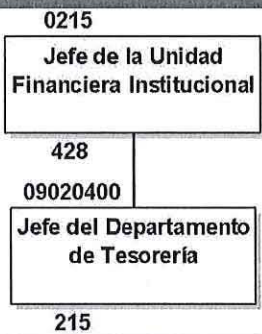 0215
Jefe de la Unidad
Financiera Institucional
428
09020400
Jefe del Departamento
de Tesorería
215